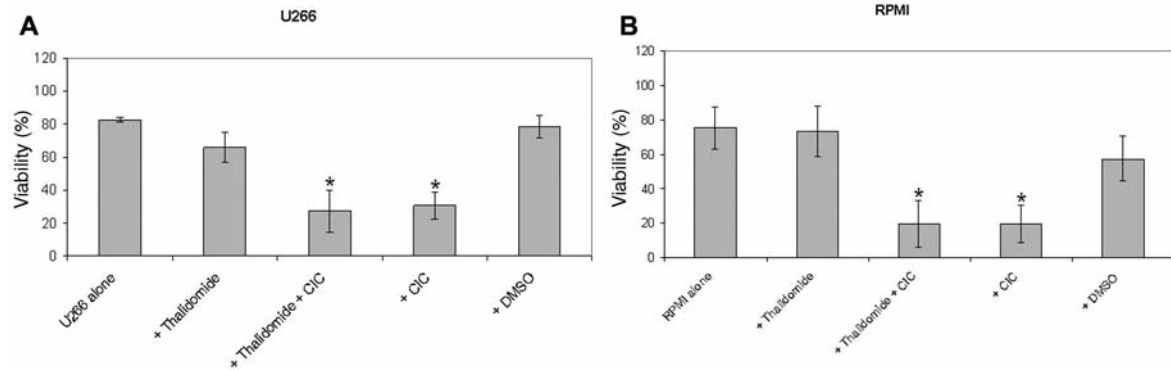 A
U266
Viability (%)
120
100
80
60
40
20
0
*
*
U266 alone
+ Thalidomide
+ Thalidomide + CIC
+ CIC
+ DMSO
B
RPMI
Viability (%)
120
100
80
60
40
20
0
*
*
RPMI alone
+ Thalidomide
+ Thalidomide + CIC
+ CIC
+ DMSO